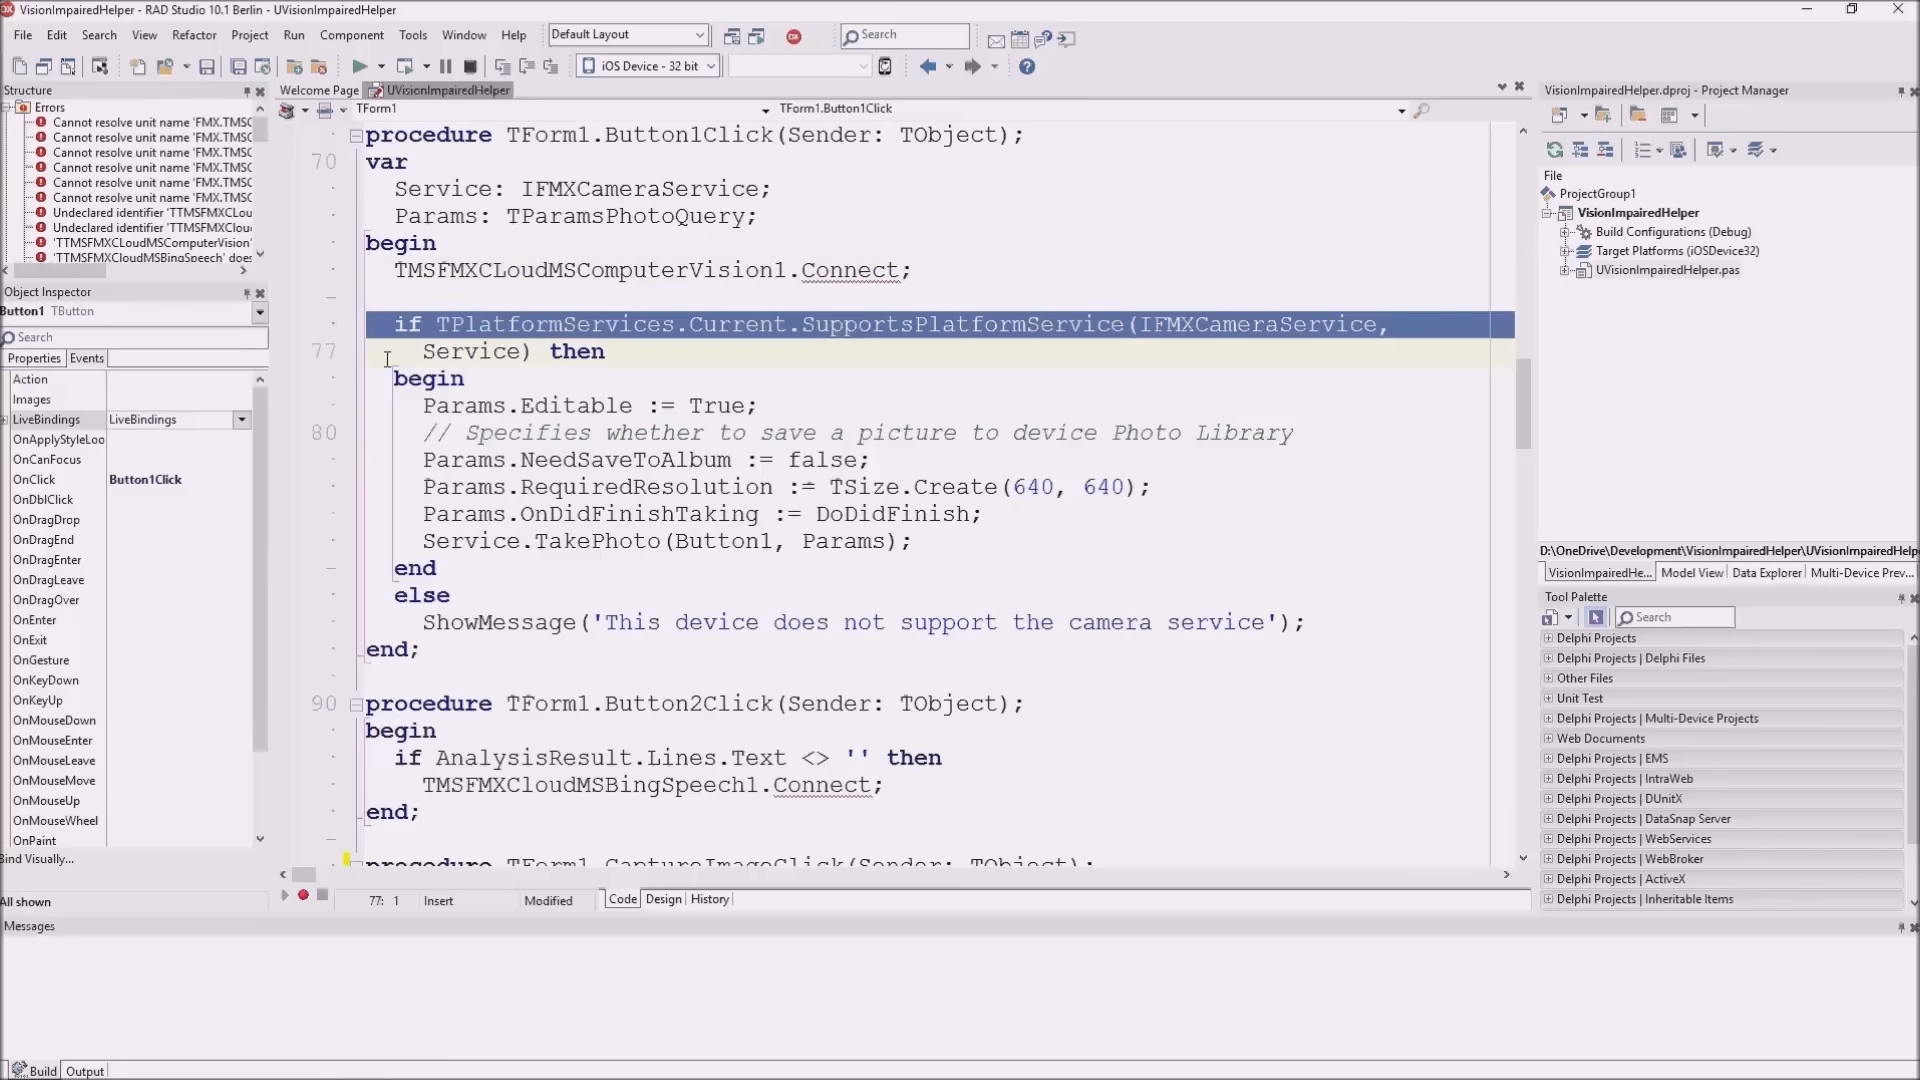 VisionImpairedHelper - RAD Studio 10.1 Berlin - UVisionImpairedHelper
File Edit Search View Refactor Project Run Component Tools Window Help
Default Layout
Search
iOS Device - 32 bit
Structure
Errors
Cannot resolve unit name 'FMX.TMSC
Cannot resolve unit name 'FMX.TMSC
Cannot resolve unit name 'FMX.TMSC
Cannot resolve unit name 'FMX.TMSC
Cannot resolve unit name 'FMX.TMSC
Cannot resolve unit name 'FMX.TMSC
Undeclared identifier 'TTMSFMXCLou
Undeclared identifier 'TTMSFMXClou
'TTMSFMXCLoudMSComputerVision'
'TTMSFMXCloudMSBingSpeech' does
Object Inspector
Button1 TButton
Search
Properties Events
Action
Images
LiveBindings LiveBindings
OnApplyStyleLoo
OnCanFocus
OnClick Button1Click
OnDblClick
OnDragDrop
OnDragEnd
OnDragEnter
OnDragLeave
OnDragOver
OnEnter
OnExit
OnGesture
OnKeyDown
OnKeyUp
OnMouseDown
OnMouseEnter
OnMouseLeave
OnMouseMove
OnMouseUp
OnMouseWheel
OnPaint
Bind Visually...
All shown
Welcome Page UVisionImpairedHelper
TForm1 TForm1.Button1Click
procedure TForm1.Button1Click(Sender: TObject);
70 var
Service: IFMXCameraService;
Params: TParamsPhotoQuery;
begin
TMSFMXCLoudMSComputerVision1.Connect;
if TPlatformServices.Current.SupportsPlatformService(IFMXCameraService,
77 Service) then
begin
Params.Editable := True;
80 // Specifies whether to save a picture to device Photo Library
Params.NeedSaveToAlbum := false;
Params.RequiredResolution := TSize.Create(640, 640);
Params.OnDidFinishTaking := DoDidFinish;
Service.TakePhoto(Button1, Params);
end
else
ShowMessage('This device does not support the camera service');
end;
90 procedure TForm1.Button2Click(Sender: TObject);
begin
if AnalysisResult.Lines.Text <> '' then
TMSFMXCloudMSBingSpeech1.Connect;
end;
procedure TForm1.CaptureImageClick(Sender: TObject);
77: 1 Insert Modified Code Design History
VisionImpairedHelper.dproj - Project Manager
File
ProjectGroup1
VisionImpairedHelper
Build Configurations (Debug)
Target Platforms (iOSDevice32)
UVisionImpairedHelper.pas
D:\OneDrive\Development\VisionImpairedHelper\UVisionImpairedHelp
VisionImpairedHe... Model View Data Explorer Multi-Device Prev...
Tool Palette
Search
Delphi Projects
Delphi Projects | Delphi Files
Other Files
Unit Test
Delphi Projects | Multi-Device Projects
Web Documents
Delphi Projects | EMS
Delphi Projects | IntraWeb
Delphi Projects | DUnitX
Delphi Projects | DataSnap Server
Delphi Projects | WebServices
Delphi Projects | WebBroker
Delphi Projects | ActiveX
Delphi Projects | Inheritable Items
Messages
Build Output